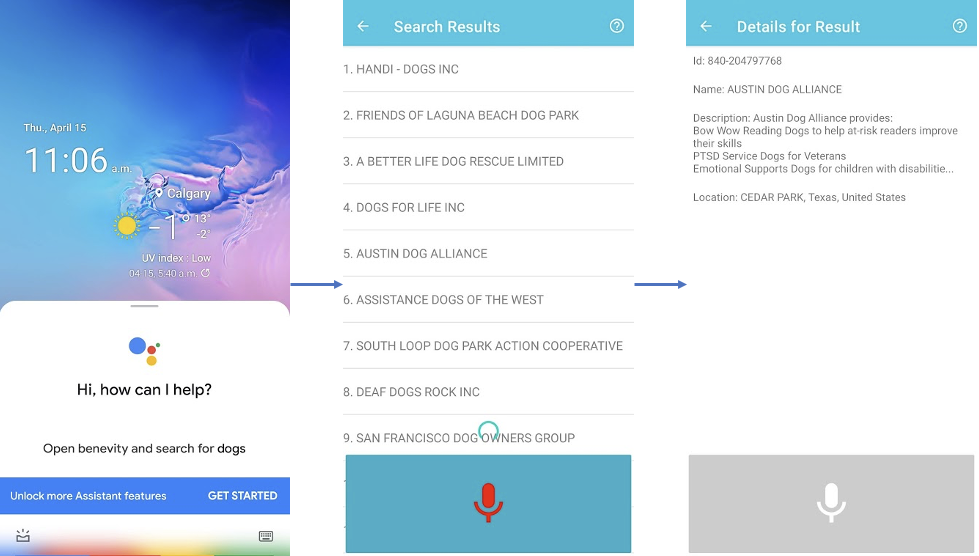 Thu., April 15
11:06 a.m.
Calgary
-1° 13°
-2°
UV index : Low
04-15, 5:40 a.m.
Hi, how can I help?
Open benevity and search for dogs
Unlock more Assistant features GET STARTED
Search Results
1. HANDI - DOGS INC
2. FRIENDS OF LAGUNA BEACH DOG PARK
3. A BETTER LIFE DOG RESCUE LIMITED
4. DOGS FOR LIFE INC
5. AUSTIN DOG ALLIANCE
6. ASSISTANCE DOGS OF THE WEST
7. SOUTH LOOP DOG PARK ACTION COOPERATIVE
8. DEAF DOGS ROCK INC
9. SAN FRANCISCO DOG OWNERS GROUP
Details for Result
Id: 840-204797768
Name: AUSTIN DOG ALLIANCE
Description: Austin Dog Alliance provides:
Bow Wow Reading Dogs to help at-risk readers improve
their skills
PTSD Service Dogs for Veterans
Emotional Supports Dogs for children with disabilitie...
Location: CEDAR PARK, Texas, United States